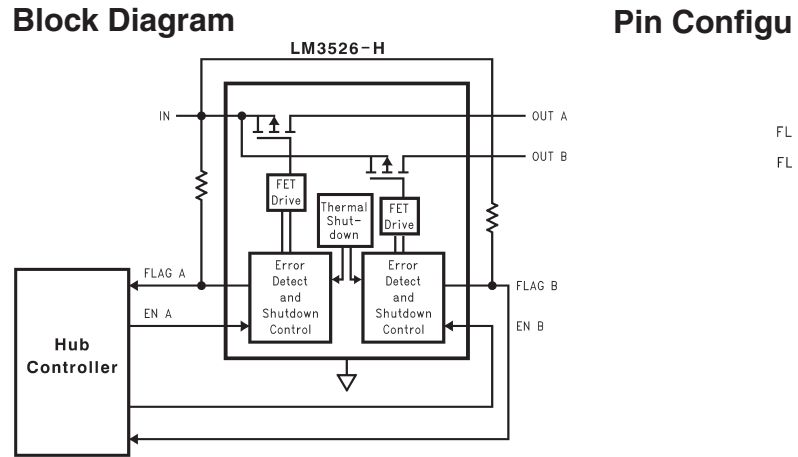 Block Diagram
Pin Configu
LM3526-H
IN
OUT A
OUT B
FL
FL
FET
Drive
Thermal
Shut-
down
FET
Drive
Error
Detect
and
Shutdown
Control
Error
Detect
and
Shutdown
Control
FLAG A
EN A
FLAG B
EN B
Hub
Controller